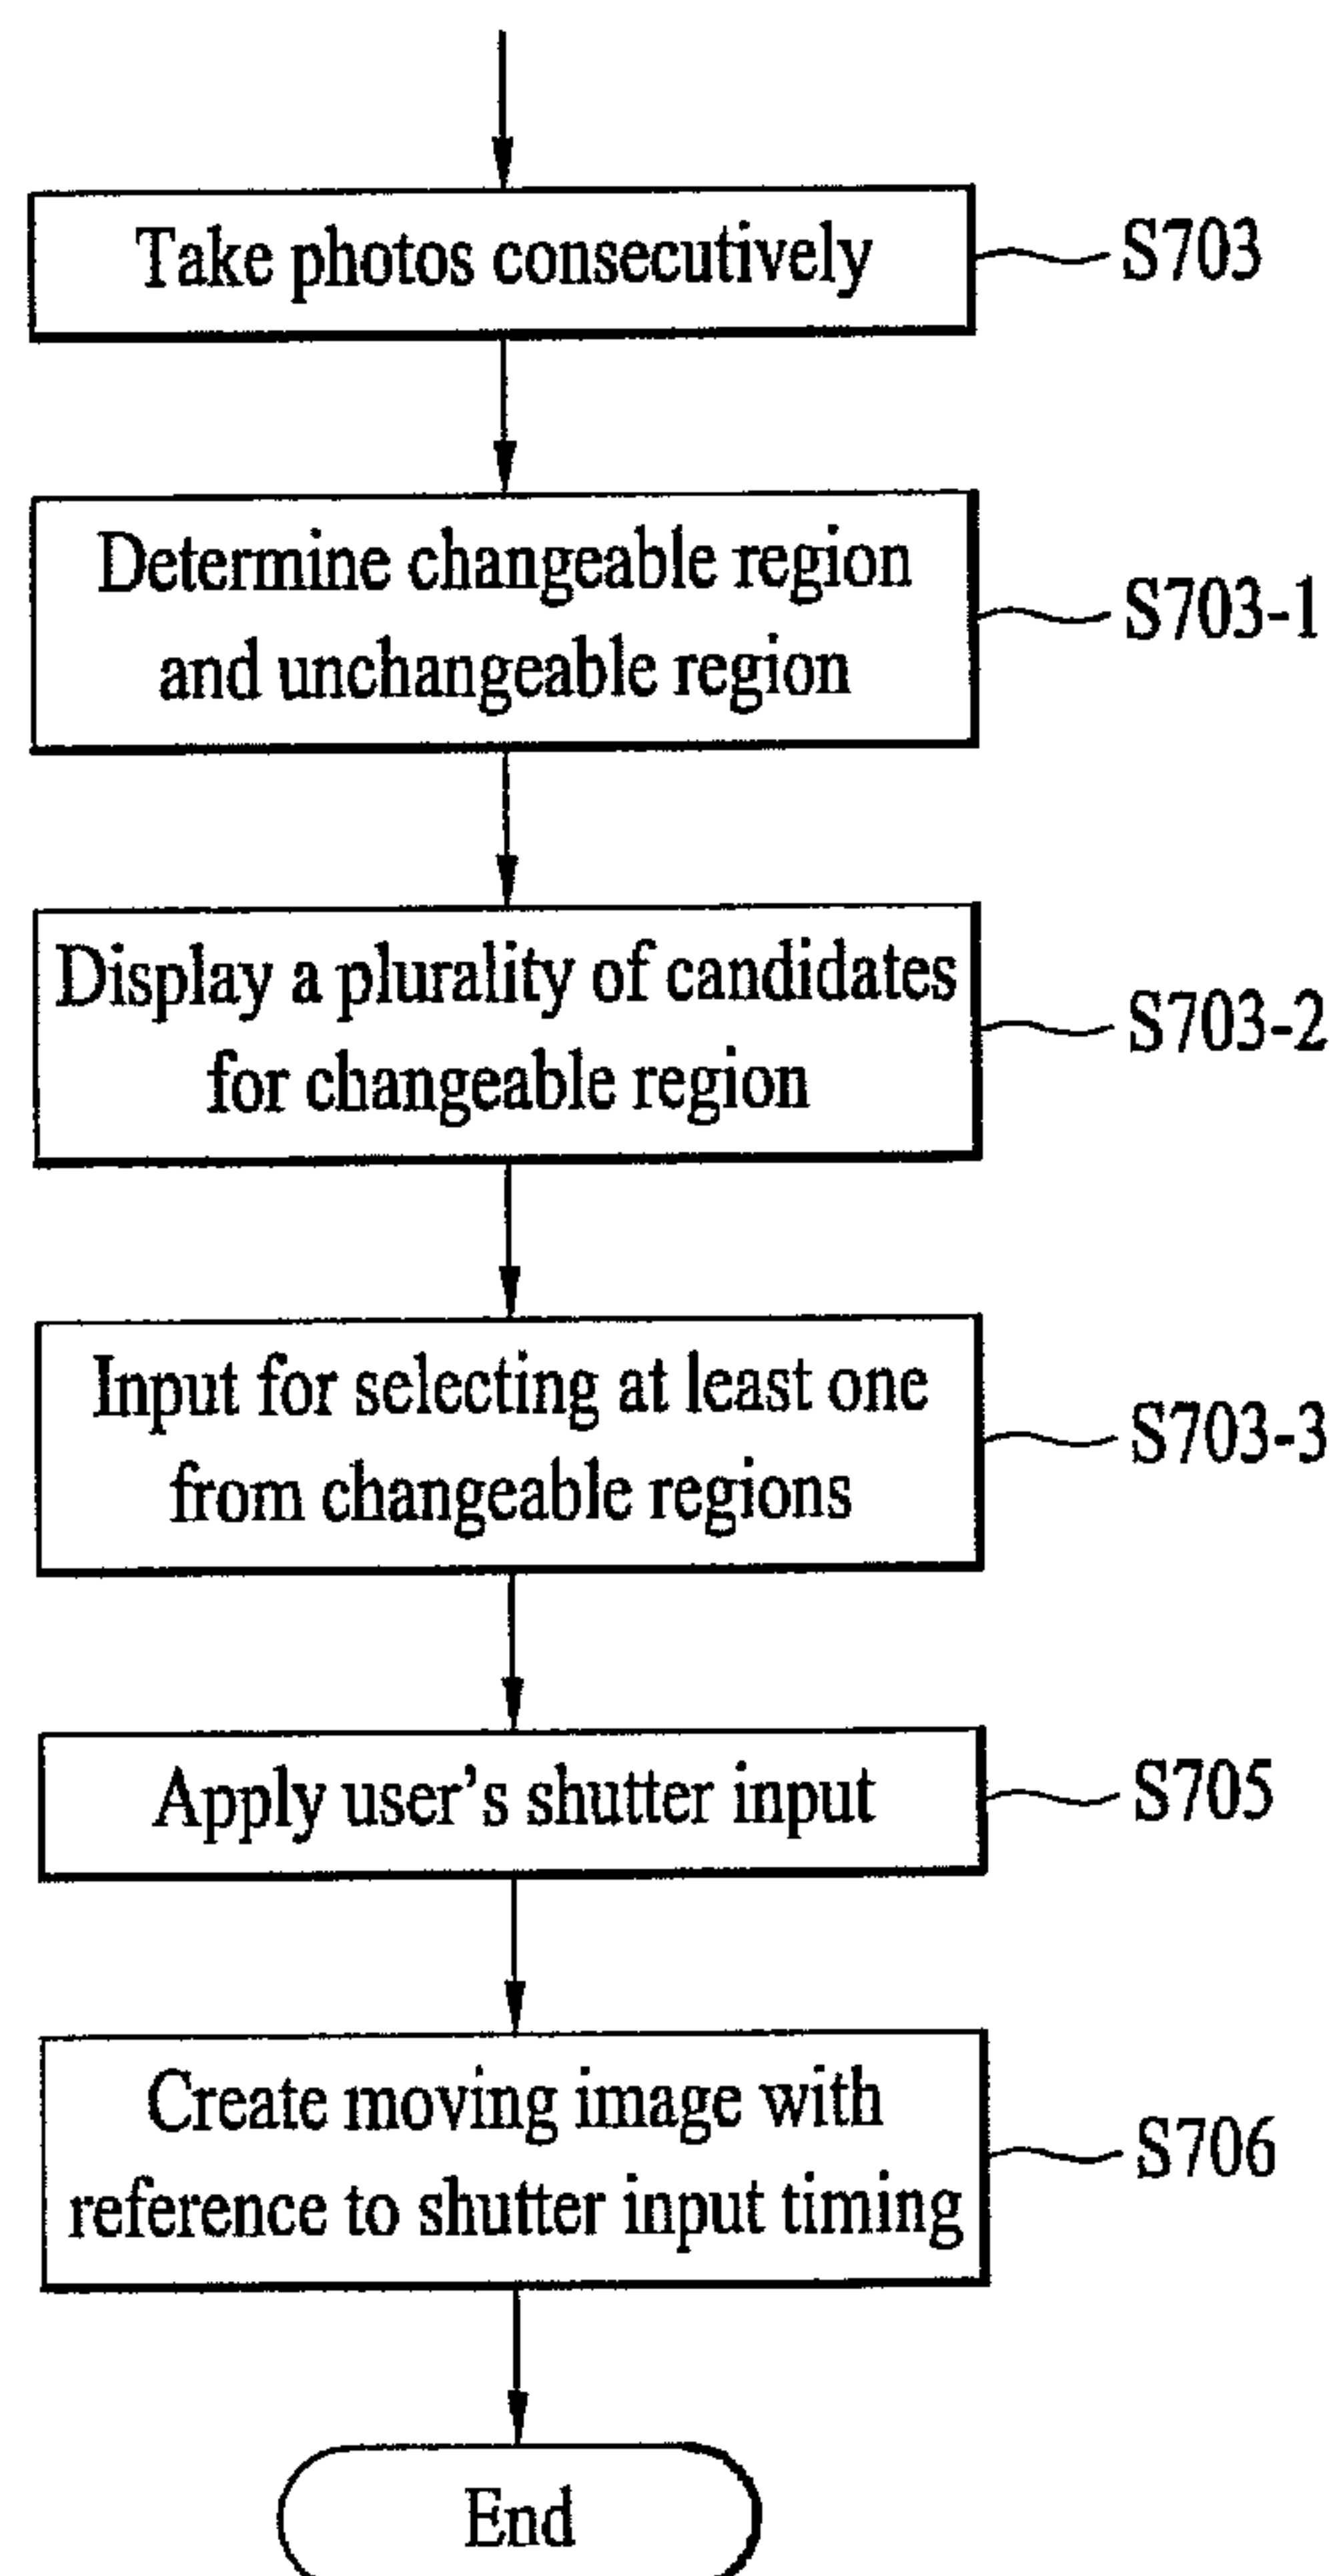 Take photos consecutively
S703
Determine changeable region
and unchangeable region
S703-1
Display a plurality of candidates
for changeable region
S703-2
Input for selecting at least one
from changeable regions
S703-3
Apply user's shutter input
S705
Create moving image with
reference to shutter input timing
S706
End